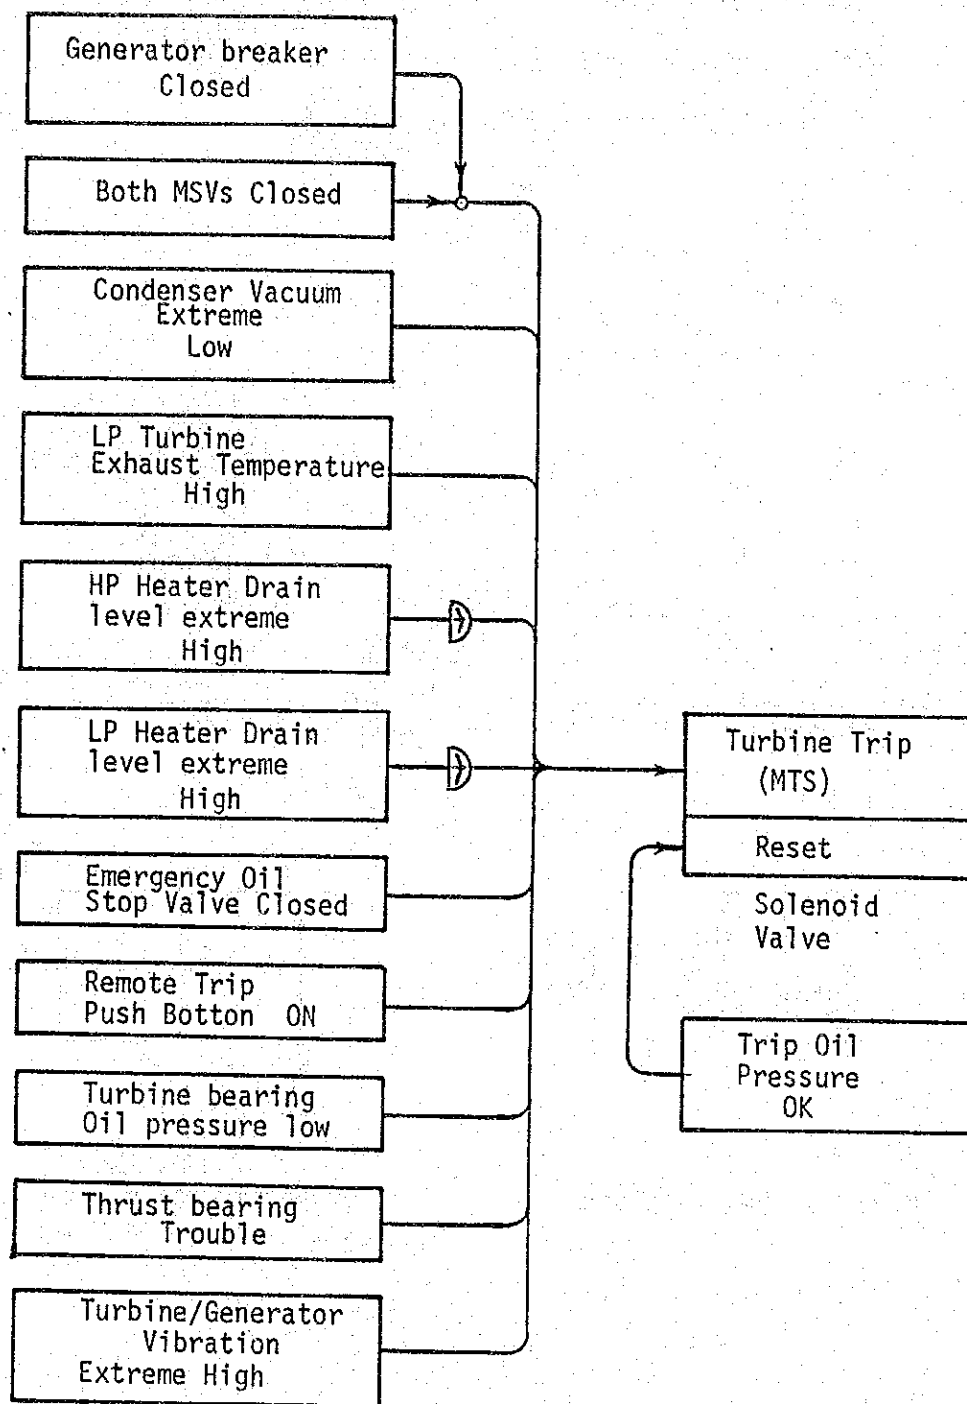 Generator breaker
Closed
Both MSVs Closed
Condenser Vacuum
Extreme
Low
LP Turbine
Exhaust Temperature
High
HP Heater Drain
level extreme
High
LP Heater Drain
level extreme
High
Emergency Oil
Stop Valve Closed
Remote Trip
Push Botton ON
Turbine bearing
Oil pressure low
Thrust bearing
Trouble
Turbine/Generator
Vibration
Extreme High
Turbine Trip
(MTS)
Reset
Solenoid
Valve
Trip Oil
Pressure
OK